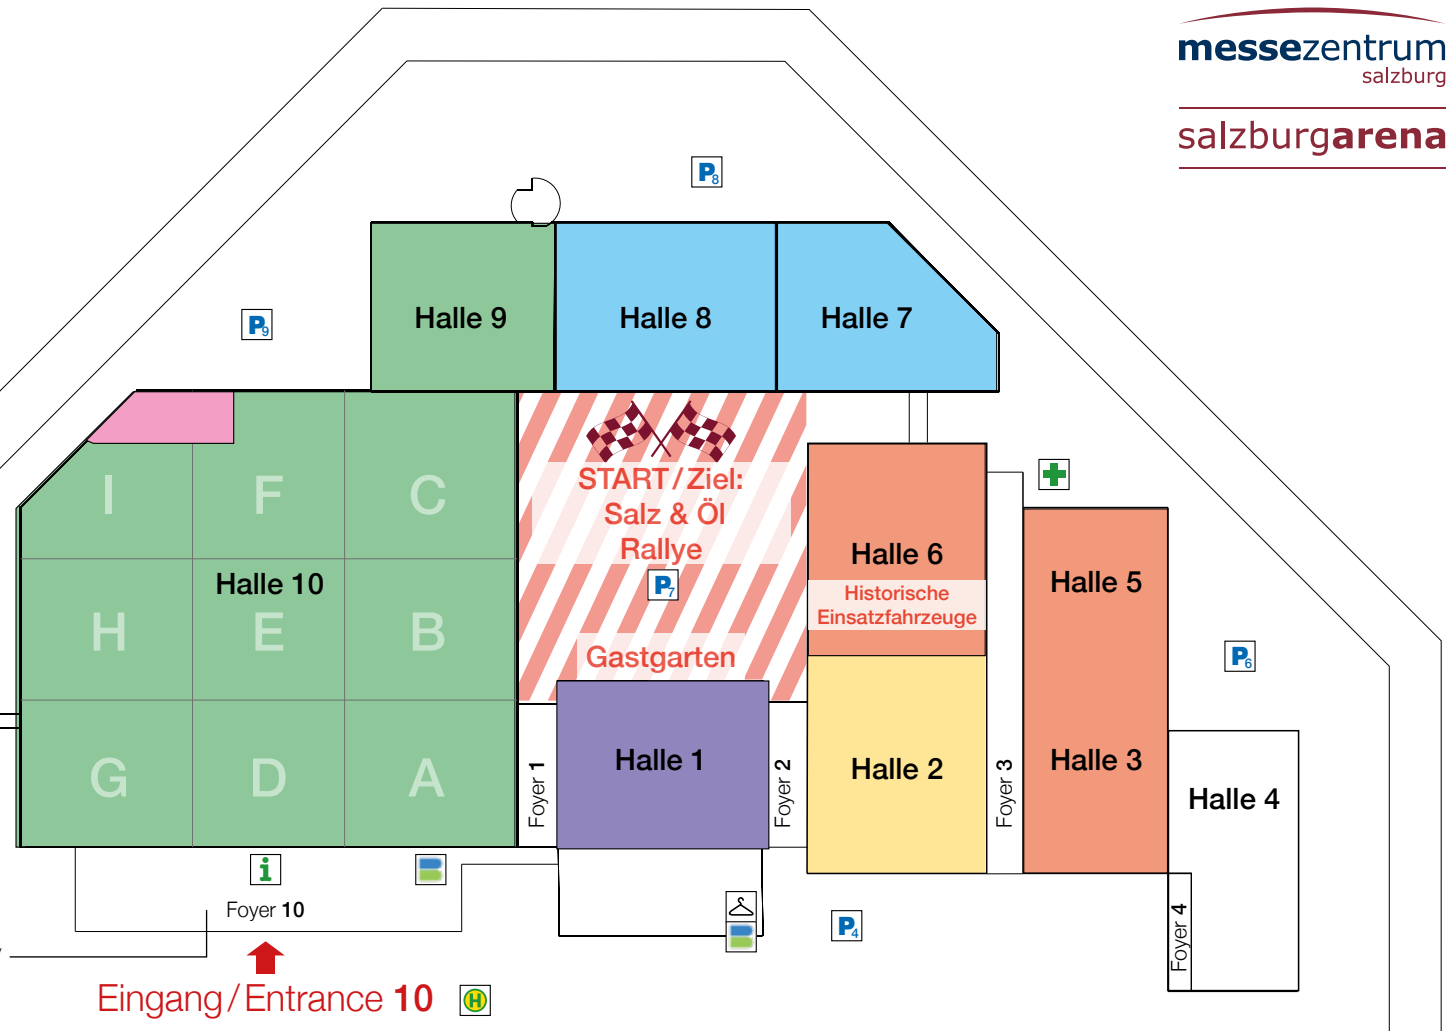 messezentrum
salzburg
salzburgarena
P8
P9
Halle 9
Halle 8
Halle 7
START/Ziel:
Salz & Öl
Rallye
P7
Gastgarten
I
F
C
Halle 10
H
E
B
G
D
A
Halle 6
Historische
Einsatzfahrzeuge
Halle 5
P6
Foyer 1
Halle 1
Foyer 2
Halle 2
Foyer 3
Halle 3
Halle 4
i
Foyer 10
P4
Foyer 4
Eingang/Entrance 10
H